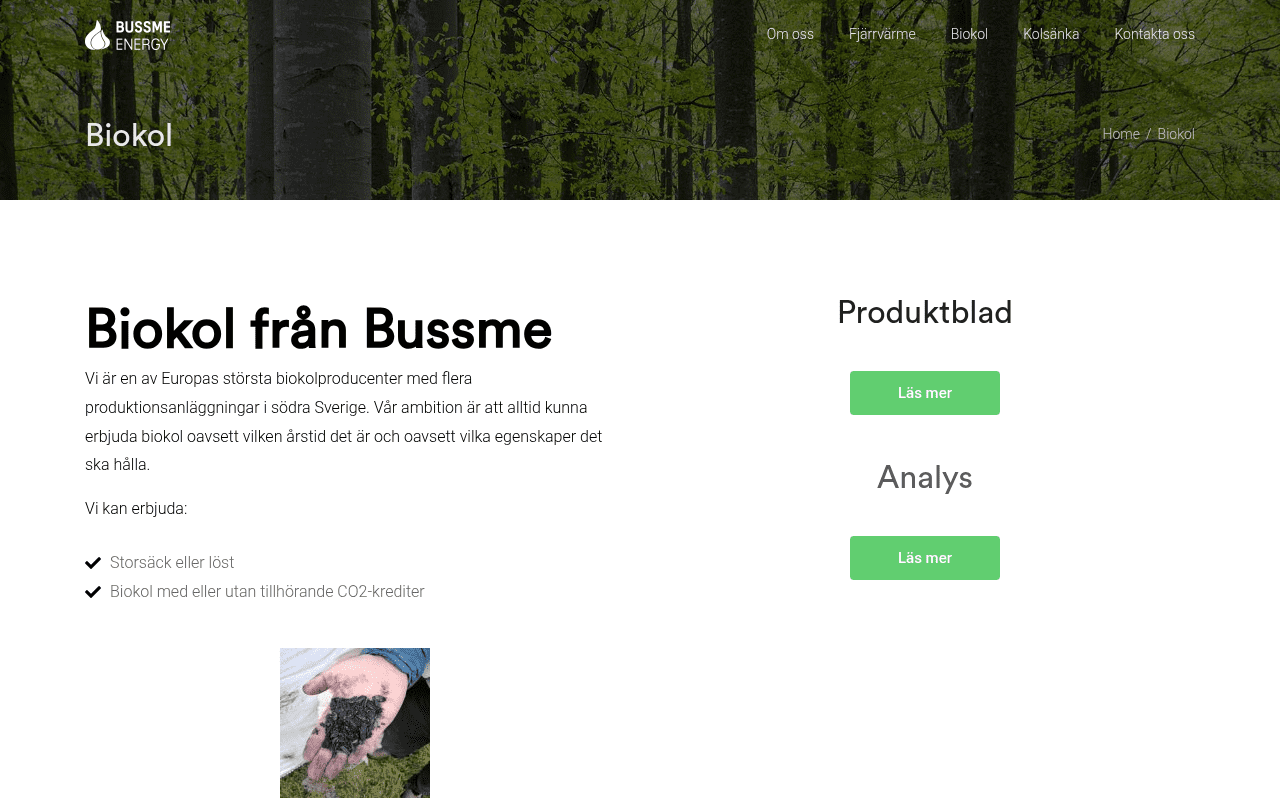 BUSSME
ENERGY
Om oss
Fjärrvärme
Biokol
Kolsänka
Kontakta oss
Biokol
Home / Biokol
Biokol från Bussme
Vi är en av Europas största biokolproducenter med flera
produktionsanläggningar i södra Sverige. Vår ambition är att alltid kunna
erbjuda biokol oavsett vilken årstid det är och oavsett vilka egenskaper det
ska hålla.
Vi kan erbjuda:
Storsäck eller löst
Biokol med eller utan tillhörande CO2-krediter
Produktblad
Läs mer
Analys
Läs mer